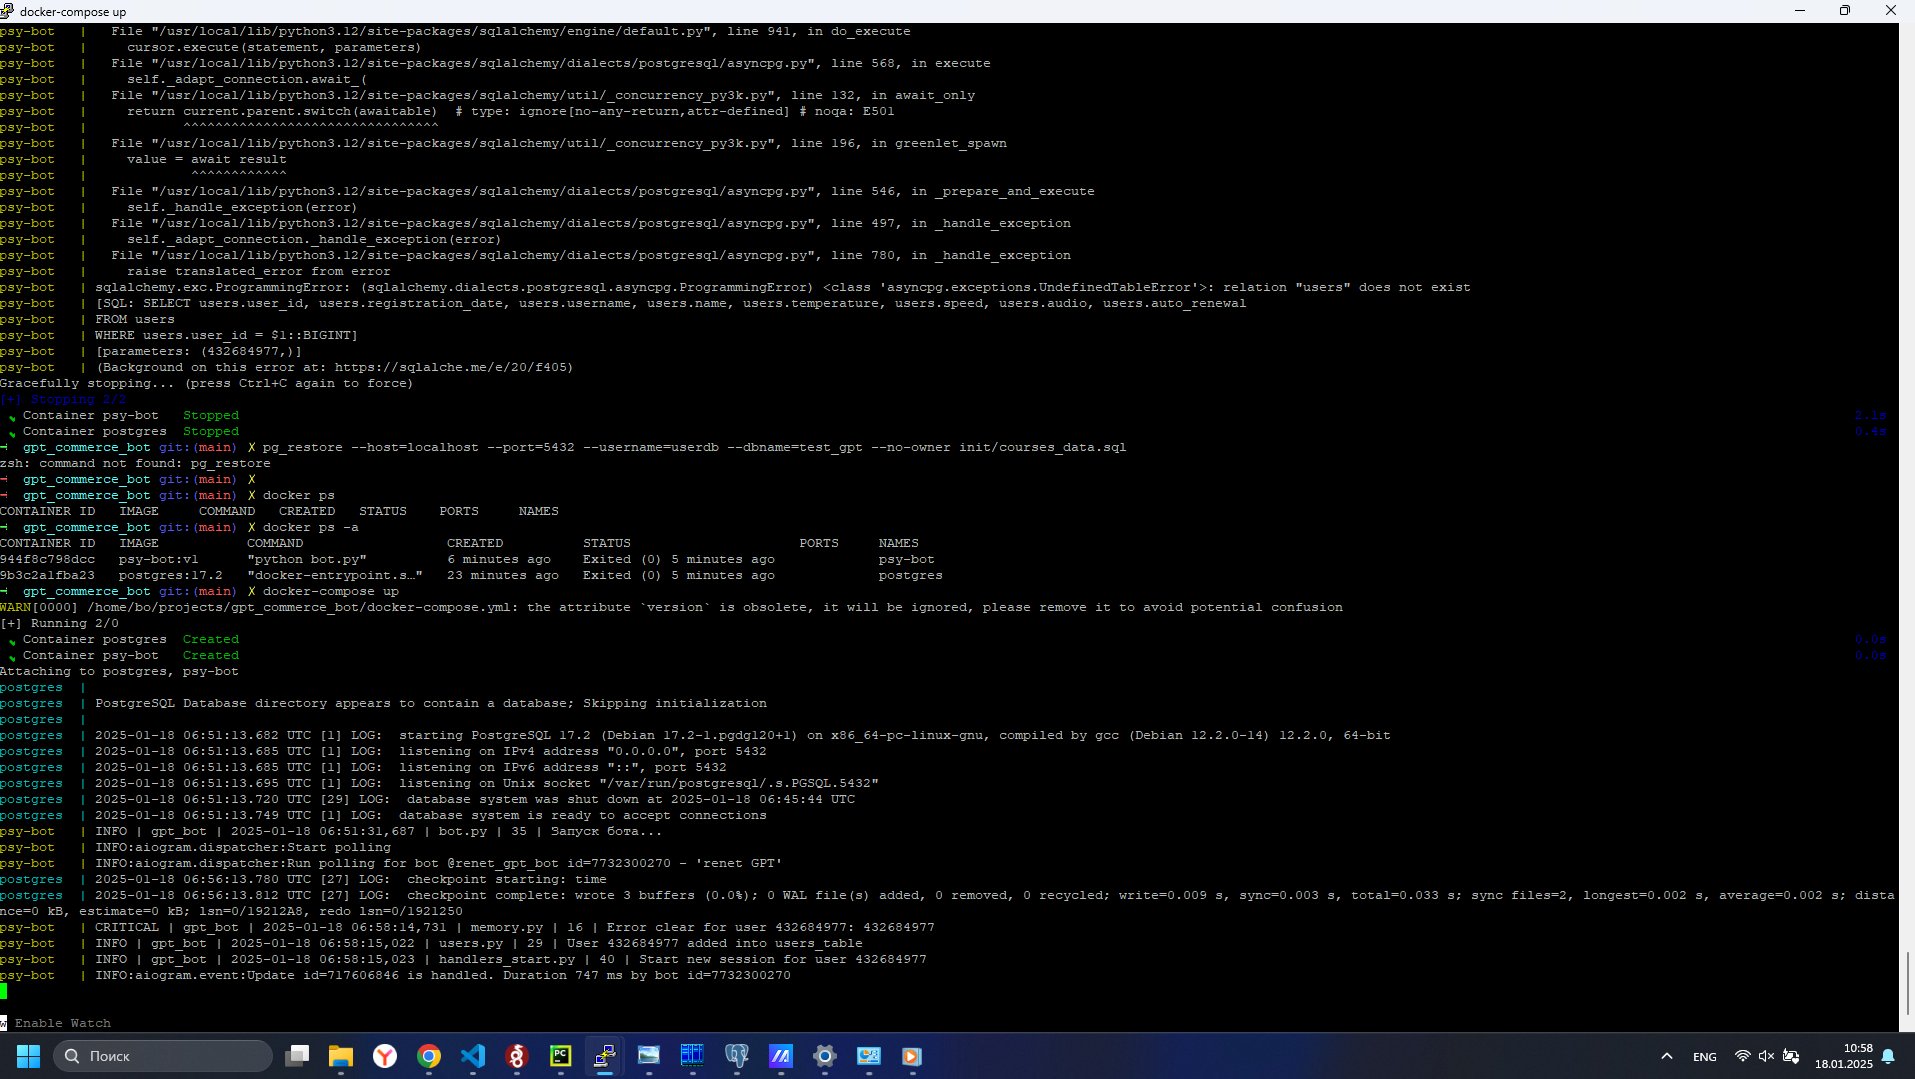 docker-compose up
psy-bot | File "/usr/local/lib/python3.12/site-packages/sqlalchemy/engine/default.py", line 941, in do_execute
psy-bot | cursor.execute(statement, parameters)
psy-bot | File "/usr/local/lib/python3.12/site-packages/sqlalchemy/dialects/postgresql/asyncpg.py", line 568, in execute
psy-bot | self._adapt_connection.await_(
psy-bot | File "/usr/local/lib/python3.12/site-packages/sqlalchemy/util/_concurrency_py3k.py", line 132, in await_only
psy-bot | return current.parent.switch(awaitable) # type: ignore[no-any-return,attr-defined] # noqa: E501
psy-bot | ^^^^^^^^^^^^^^^^^^^^^^^^^^^^^^^^
psy-bot | File "/usr/local/lib/python3.12/site-packages/sqlalchemy/util/_concurrency_py3k.py", line 196, in greenlet_spawn
psy-bot | value = await result
psy-bot | ^^^^^^^^^^^^
psy-bot | File "/usr/local/lib/python3.12/site-packages/sqlalchemy/dialects/postgresql/asyncpg.py", line 546, in _prepare_and_execute
psy-bot | self._handle_exception(error)
psy-bot | File "/usr/local/lib/python3.12/site-packages/sqlalchemy/dialects/postgresql/asyncpg.py", line 497, in _handle_exception
psy-bot | self._adapt_connection._handle_exception(error)
psy-bot | File "/usr/local/lib/python3.12/site-packages/sqlalchemy/dialects/postgresql/asyncpg.py", line 780, in _handle_exception
psy-bot | raise translated_error from error
psy-bot | sqlalchemy.exc.ProgrammingError: (sqlalchemy.dialects.postgresql.asyncpg.ProgrammingError) <class 'asyncpg.exceptions.UndefinedTableError'>: relation "users" does not exist
psy-bot | [SQL: SELECT users.user_id, users.registration_date, users.username, users.name, users.temperature, users.speed, users.audio, users.auto_renewal
psy-bot | FROM users
psy-bot | WHERE users.user_id = $1::BIGINT]
psy-bot | [parameters: (432684977,)]
psy-bot | (Background on this error at: https://sqlalche.me/e/20/f405)
Gracefully stopping... (press Ctrl+C again to force)
[+] Stopping 2/2
Container psy-bot Stopped 2.1s
Container postgres Stopped 0.4s
gpt_commerce_bot git:(main) X pg_restore --host=localhost --port=5432 --username=userdb --dbname=test_gpt --no-owner init/courses_data.sql
zsh: command not found: pg_restore
gpt_commerce_bot git:(main) X
gpt_commerce_bot git:(main) X docker ps
CONTAINER ID IMAGE COMMAND CREATED STATUS PORTS NAMES
gpt_commerce_bot git:(main) X docker ps -a
CONTAINER ID IMAGE COMMAND CREATED STATUS PORTS NAMES
944f8c798dcc psy-bot:v1 "python bot.py" 6 minutes ago Exited (0) 5 minutes ago psy-bot
9b3c2a1fba23 postgres:17.2 "docker-entrypoint.s…" 23 minutes ago Exited (0) 5 minutes ago postgres
gpt_commerce_bot git:(main) X docker-compose up
WARN[0000] /home/bo/projects/gpt_commerce_bot/docker-compose.yml: the attribute `version` is obsolete, it will be ignored, please remove it to avoid potential confusion
[+] Running 2/0
Container postgres Created 0.0s
Container psy-bot Created 0.0s
Attaching to postgres, psy-bot
postgres |
postgres | PostgreSQL Database directory appears to contain a database; Skipping initialization
postgres |
postgres | 2025-01-18 06:51:13.682 UTC [1] LOG: starting PostgreSQL 17.2 (Debian 17.2-1.pgdg120+1) on x86_64-pc-linux-gnu, compiled by gcc (Debian 12.2.0-14) 12.2.0, 64-bit
postgres | 2025-01-18 06:51:13.685 UTC [1] LOG: listening on IPv4 address "0.0.0.0", port 5432
postgres | 2025-01-18 06:51:13.685 UTC [1] LOG: listening on IPv6 address "::", port 5432
postgres | 2025-01-18 06:51:13.695 UTC [1] LOG: listening on Unix socket "/var/run/postgresql/.s.PGSQL.5432"
postgres | 2025-01-18 06:51:13.720 UTC [29] LOG: database system was shut down at 2025-01-18 06:45:44 UTC
postgres | 2025-01-18 06:51:13.749 UTC [1] LOG: database system is ready to accept connections
psy-bot | INFO | gpt_bot | 2025-01-18 06:51:31,687 | bot.py | 35 | Запуск бота...
psy-bot | INFO:aiogram.dispatcher:Start polling
psy-bot | INFO:aiogram.dispatcher:Run polling for bot @renet_gpt_bot id=7732300270 - 'renet GPT'
postgres | 2025-01-18 06:56:13.780 UTC [27] LOG: checkpoint starting: time
postgres | 2025-01-18 06:56:13.812 UTC [27] LOG: checkpoint complete: wrote 3 buffers (0.0%); 0 WAL file(s) added, 0 removed, 0 recycled; write=0.009 s, sync=0.003 s, total=0.033 s; sync files=2, longest=0.002 s, average=0.002 s; dista
nce=0 kB, estimate=0 kB; lsn=0/19212A8, redo lsn=0/1921250
psy-bot | CRITICAL | gpt_bot | 2025-01-18 06:58:14,731 | memory.py | 16 | Error clear for user 432684977: 432684977
psy-bot | INFO | gpt_bot | 2025-01-18 06:58:15,022 | users.py | 29 | User 432684977 added into users_table
psy-bot | INFO | gpt_bot | 2025-01-18 06:58:15,023 | handlers_start.py | 40 | Start new session for user 432684977
psy-bot | INFO:aiogram.event:Update id=717606846 is handled. Duration 747 ms by bot id=7732300270
w Enable Watch
Поиск
PC
ENG
10:58
18.01.2025